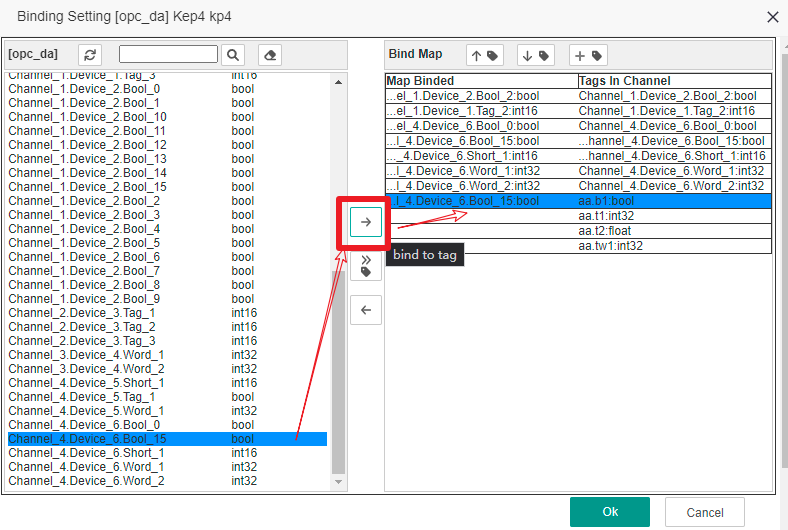 Binding Setting [opc_da] Kep4 kp4
[opc_da]
Channel_1.Device_1.Tag_3 int16
Channel_1.Device_2.Bool_0 bool
Channel_1.Device_2.Bool_1 bool
Channel_1.Device_2.Bool_10 bool
Channel_1.Device_2.Bool_11 bool
Channel_1.Device_2.Bool_12 bool
Channel_1.Device_2.Bool_13 bool
Channel_1.Device_2.Bool_14 bool
Channel_1.Device_2.Bool_15 bool
Channel_1.Device_2.Bool_2 bool
Channel_1.Device_2.Bool_3 bool
Channel_1.Device_2.Bool_4 bool
Channel_1.Device_2.Bool_5 bool
Channel_1.Device_2.Bool_6 bool
Channel_1.Device_2.Bool_7 bool
Channel_1.Device_2.Bool_8 bool
Channel_1.Device_2.Bool_9 bool
Channel_2.Device_3.Tag_1 int16
Channel_2.Device_3.Tag_2 int16
Channel_2.Device_3.Tag_3 int16
Channel_3.Device_4.Word_1 int32
Channel_3.Device_4.Word_2 int32
Channel_4.Device_5.Short_1 int16
Channel_4.Device_5.Tag_1 bool
Channel_4.Device_5.Word_1 int32
Channel_4.Device_6.Bool_0 bool
Channel_4.Device_6.Bool_15 bool
Channel_4.Device_6.Short_1 int16
Channel_4.Device_6.Word_1 int32
Channel_4.Device_6.Word_2 int32
bind to tag
Bind Map
Map Binded Tags In Channel
...el_1.Device_2.Bool_2:bool Channel_1.Device_2.Bool_2:bool
...el_1.Device_1.Tag_2:int16 Channel_1.Device_1.Tag_2:int16
...el_4.Device_6.Bool_0:bool Channel_4.Device_6.Bool_0:bool
...l_4.Device_6.Bool_15:bool ...hannel_4.Device_6.Bool_15:bool
..._4.Device_6.Short_1:int16 ...hannel_4.Device_6.Short_1:int16
...l_4.Device_6.Word_1:int32 Channel_4.Device_6.Word_1:int32
...l_4.Device_6.Word_2:int32 Channel_4.Device_6.Word_2:int32
...l_4.Device_6.Bool_15:bool aa.b1:bool
aa.t1:int32
aa.t2:float
aa.tw1:int32
Ok
Cancel